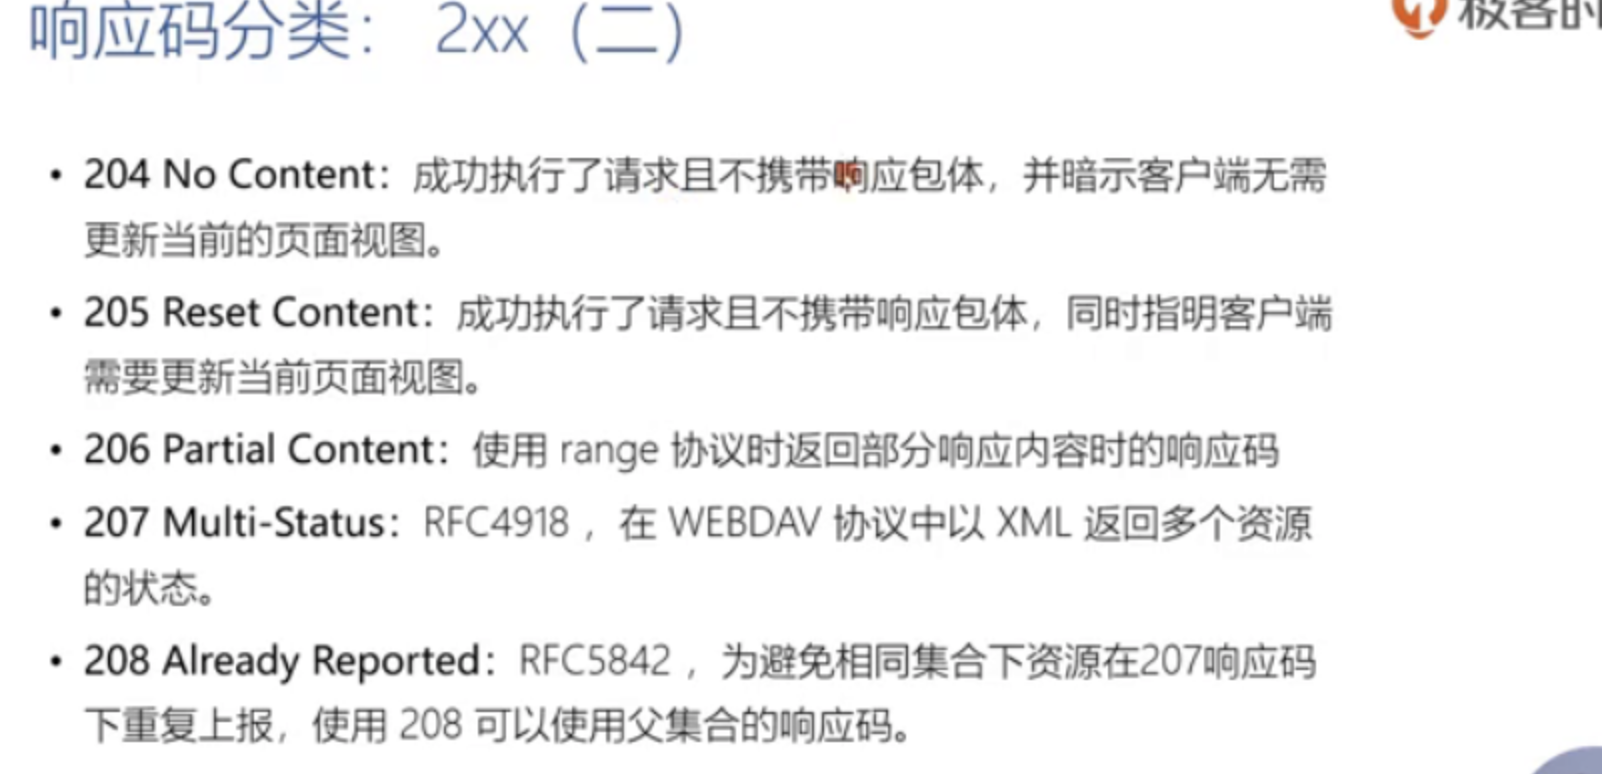 响应码分类： 2xx（二）
极客时
• 204 No Content：成功执行了请求且不携带响应包体，并暗示客户端无需
更新当前的页面视图。
• 205 Reset Content：成功执行了请求且不携带响应包体，同时指明客户端
需要更新当前页面视图。
• 206 Partial Content：使用 range 协议时返回部分响应内容时的响应码
• 207 Multi-Status：RFC4918 ，在 WEBDAV 协议中以 XML 返回多个资源
的状态。
• 208 Already Reported：RFC5842 ，为避免相同集合下资源在207响应码
下重复上报，使用 208 可以使用父集合的响应码。